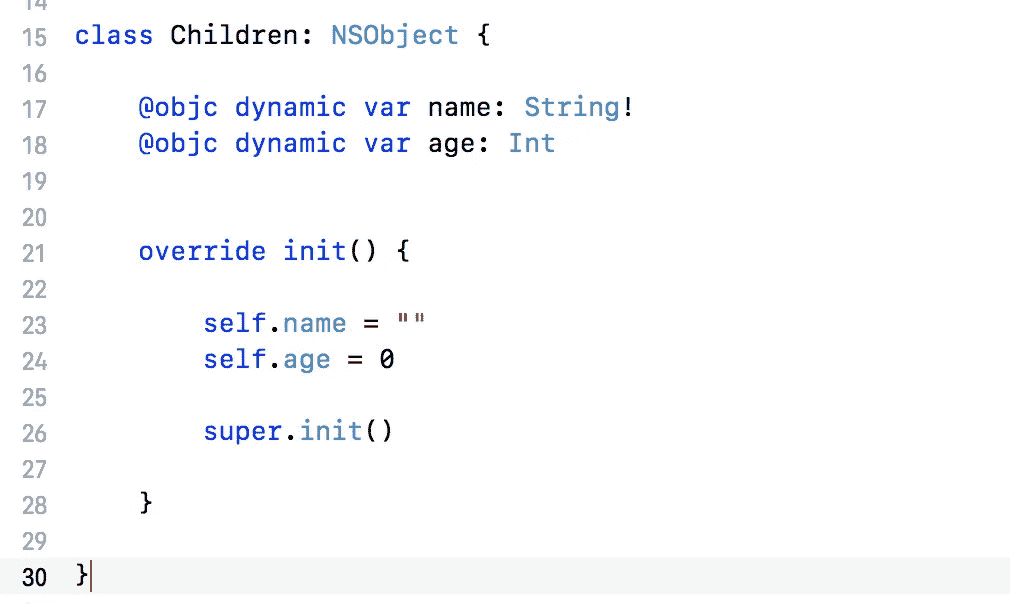 14
15 class Children: NSObject {
16
17     @objc dynamic var name: String!
18     @objc dynamic var age: Int
19
20
21     override init() {
22
23         self.name = ""
24         self.age = 0
25
26         super.init()
27
28     }
29
30 }